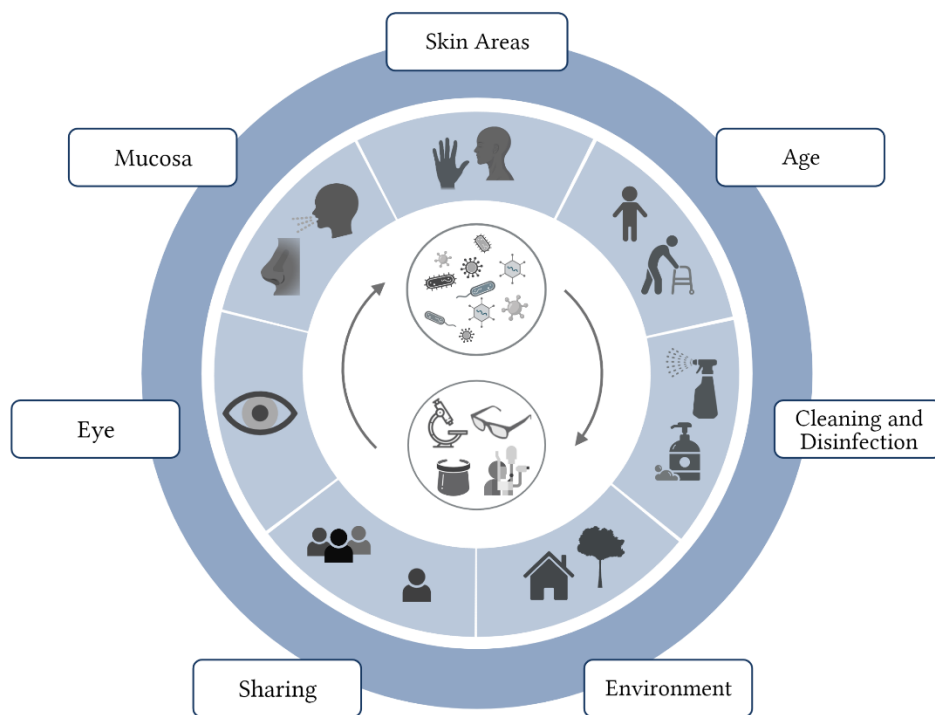 Skin Areas
Mucosa
Age
Eye
Cleaning and
Disinfection
Sharing
Environment